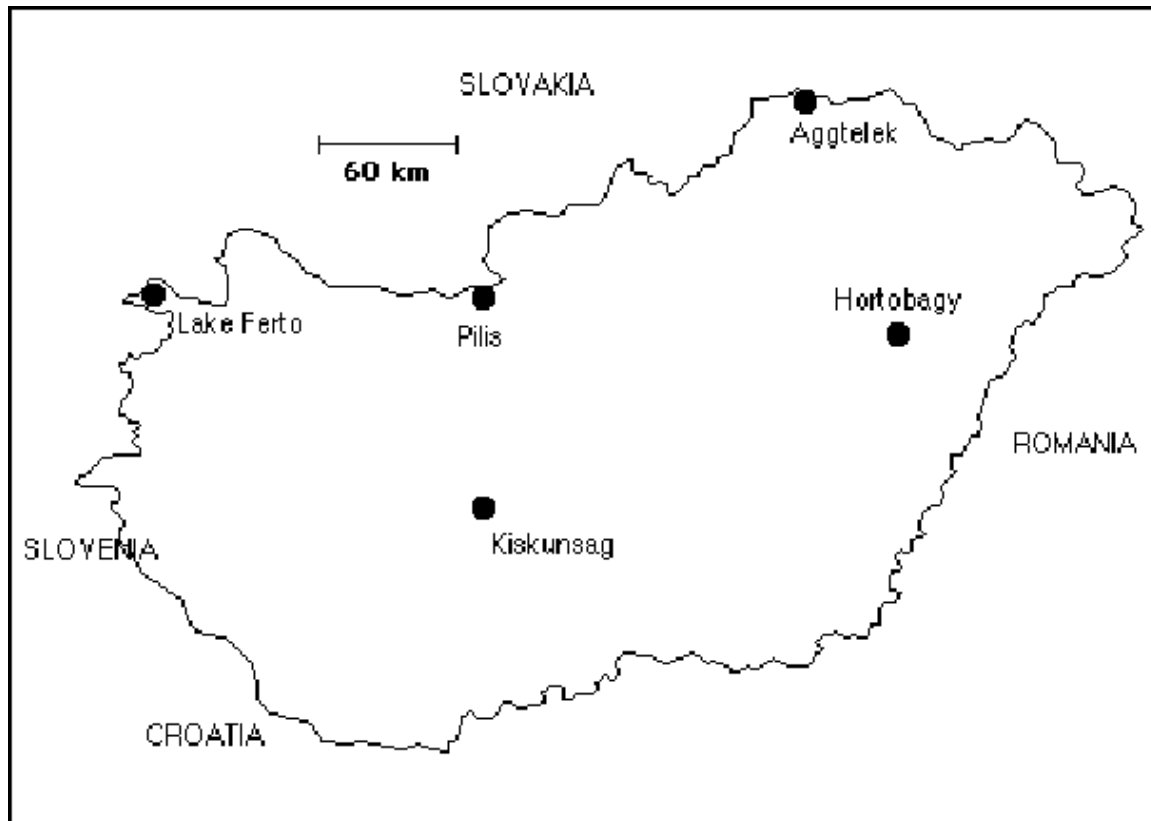 SLOVAKIA
60 km
Aggtelek
Hortobagy
Lake Ferto
Pilis
ROMANIA
Kiskunsag
SLOVENIA
CROATIA